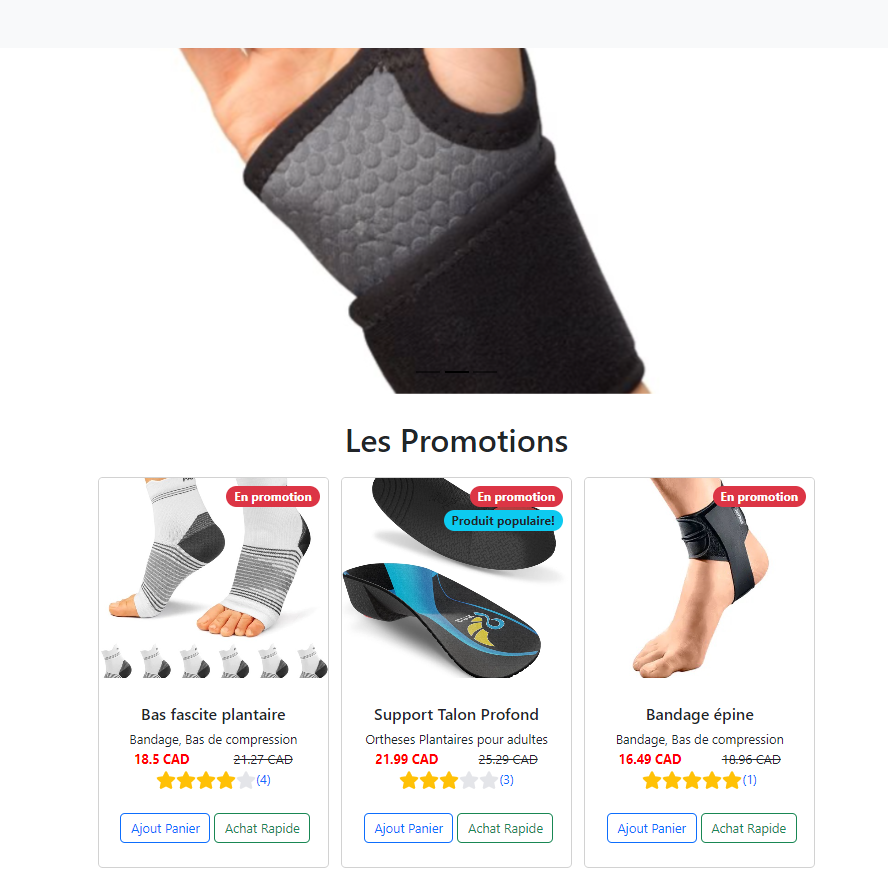 Les Promotions
En promotion
En promotion
Produit populaire!
En promotion
Bas fascite plantaire
Bandage, Bas de compression
18.5 CAD 21.27 CAD
(4)
Ajout Panier Achat Rapide
Support Talon Profond
Ortheses Plantaires pour adultes
21.99 CAD 25.29 CAD
(3)
Ajout Panier Achat Rapide
Bandage épine
Bandage, Bas de compression
16.49 CAD 18.96 CAD
(1)
Ajout Panier Achat Rapide